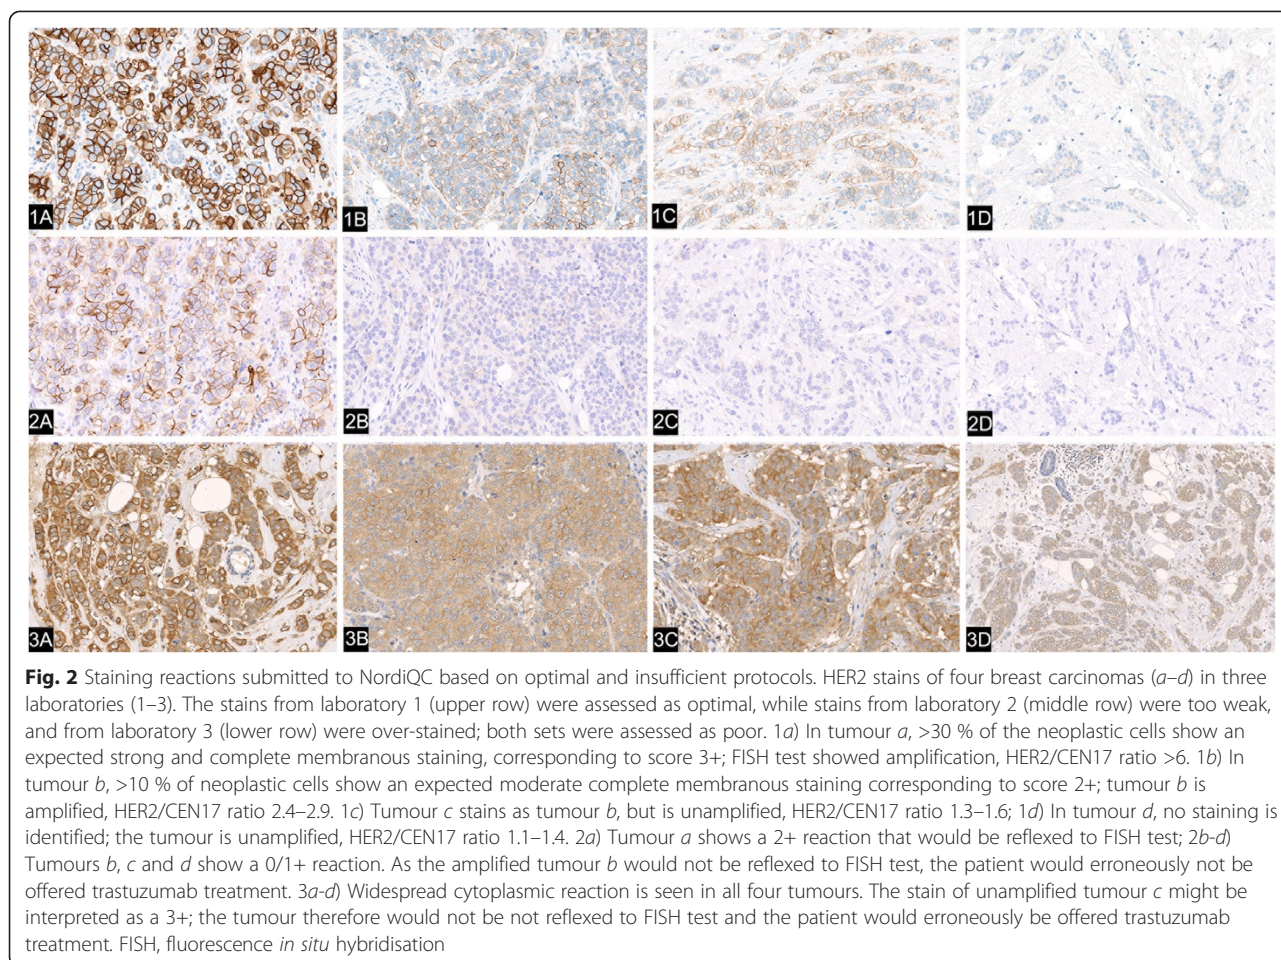 1A 1B 1C 1D
2A 2B 2C 2D
3A 3B 3C 3D
Fig. 2 Staining reactions submitted to NordiQC based on optimal and insufficient protocols. HER2 stains of four breast carcinomas (a–d) in three
laboratories (1–3). The stains from laboratory 1 (upper row) were assessed as optimal, while stains from laboratory 2 (middle row) were too weak,
and from laboratory 3 (lower row) were over-stained; both sets were assessed as poor. 1a) In tumour a, >30 % of the neoplastic cells show an
expected strong and complete membranous staining, corresponding to score 3+; FISH test showed amplification, HER2/CEN17 ratio >6. 1b) In
tumour b, >10 % of neoplastic cells show an expected moderate complete membranous staining corresponding to score 2+; tumour b is
amplified, HER2/CEN17 ratio 2.4–2.9. 1c) Tumour c stains as tumour b, but is unamplified, HER2/CEN17 ratio 1.3–1.6; 1d) In tumour d, no staining is
identified; the tumour is unamplified, HER2/CEN17 ratio 1.1–1.4. 2a) Tumour a shows a 2+ reaction that would be reflexed to FISH test; 2b-d)
Tumours b, c and d show a 0/1+ reaction. As the amplified tumour b would not be reflexed to FISH test, the patient would erroneously not be
offered trastuzumab treatment. 3a-d) Widespread cytoplasmic reaction is seen in all four tumours. The stain of unamplified tumour c might be
interpreted as a 3+; the tumour therefore would not be not reflexed to FISH test and the patient would erroneously be offered trastuzumab
treatment. FISH, fluorescence in situ hybridisation